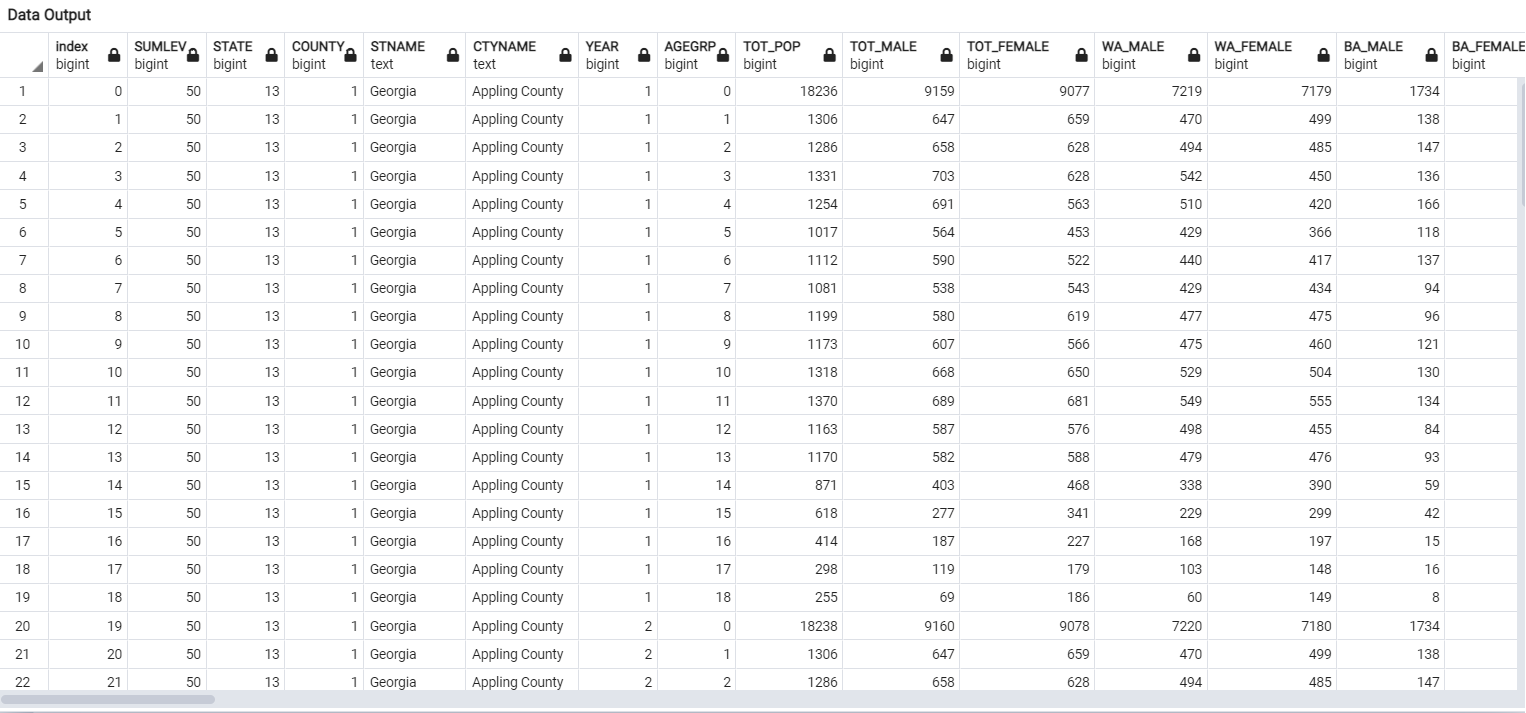 Data Output
index SUMLEV STATE COUNTY STNAME CTYNAME YEAR AGEGRP TOT_POP TOT_MALE TOT_FEMALE WA_MALE WA_FEMALE BA_MALE BA_FEMALE
bigint bigint bigint bigint text text bigint bigint bigint bigint bigint bigint bigint bigint bigint
1 0 50 13 1 Georgia Appling County 1 0 18236 9159 9077 7219 7179 1734
2 1 50 13 1 Georgia Appling County 1 1 1306 647 659 470 499 138
3 2 50 13 1 Georgia Appling County 1 2 1286 658 628 494 485 147
4 3 50 13 1 Georgia Appling County 1 3 1331 703 628 542 450 136
5 4 50 13 1 Georgia Appling County 1 4 1254 691 563 510 420 166
6 5 50 13 1 Georgia Appling County 1 5 1017 564 453 429 366 118
7 6 50 13 1 Georgia Appling County 1 6 1112 590 522 440 417 137
8 7 50 13 1 Georgia Appling County 1 7 1081 538 543 429 434 94
9 8 50 13 1 Georgia Appling County 1 8 1199 580 619 477 475 96
10 9 50 13 1 Georgia Appling County 1 9 1173 607 566 475 460 121
11 10 50 13 1 Georgia Appling County 1 10 1318 668 650 529 504 130
12 11 50 13 1 Georgia Appling County 1 11 1370 689 681 549 555 134
13 12 50 13 1 Georgia Appling County 1 12 1163 587 576 498 455 84
14 13 50 13 1 Georgia Appling County 1 13 1170 582 588 479 476 93
15 14 50 13 1 Georgia Appling County 1 14 871 403 468 338 390 59
16 15 50 13 1 Georgia Appling County 1 15 618 277 341 229 299 42
17 16 50 13 1 Georgia Appling County 1 16 414 187 227 168 197 15
18 17 50 13 1 Georgia Appling County 1 17 298 119 179 103 148 16
19 18 50 13 1 Georgia Appling County 1 18 255 69 186 60 149 8
20 19 50 13 1 Georgia Appling County 2 0 18238 9160 9078 7220 7180 1734
21 20 50 13 1 Georgia Appling County 2 1 1306 647 659 470 499 138
22 21 50 13 1 Georgia Appling County 2 2 1286 658 628 494 485 147